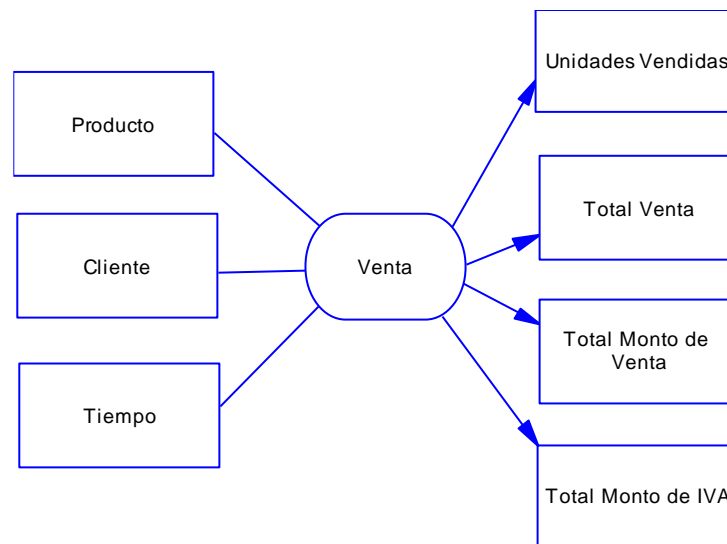 Producto
Cliente
Tiempo
Venta
Unidades Vendidas
Total Venta
Total Monto de
Venta
Total Monto de IVA